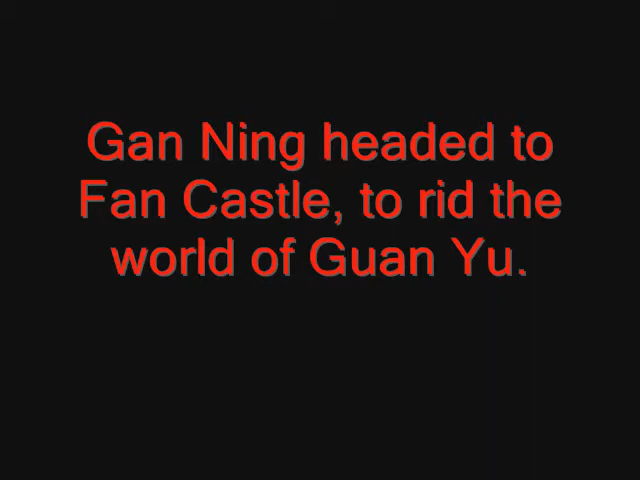 Gan Ning headed to
Fan Castle, to rid the
world of Guan Yu.